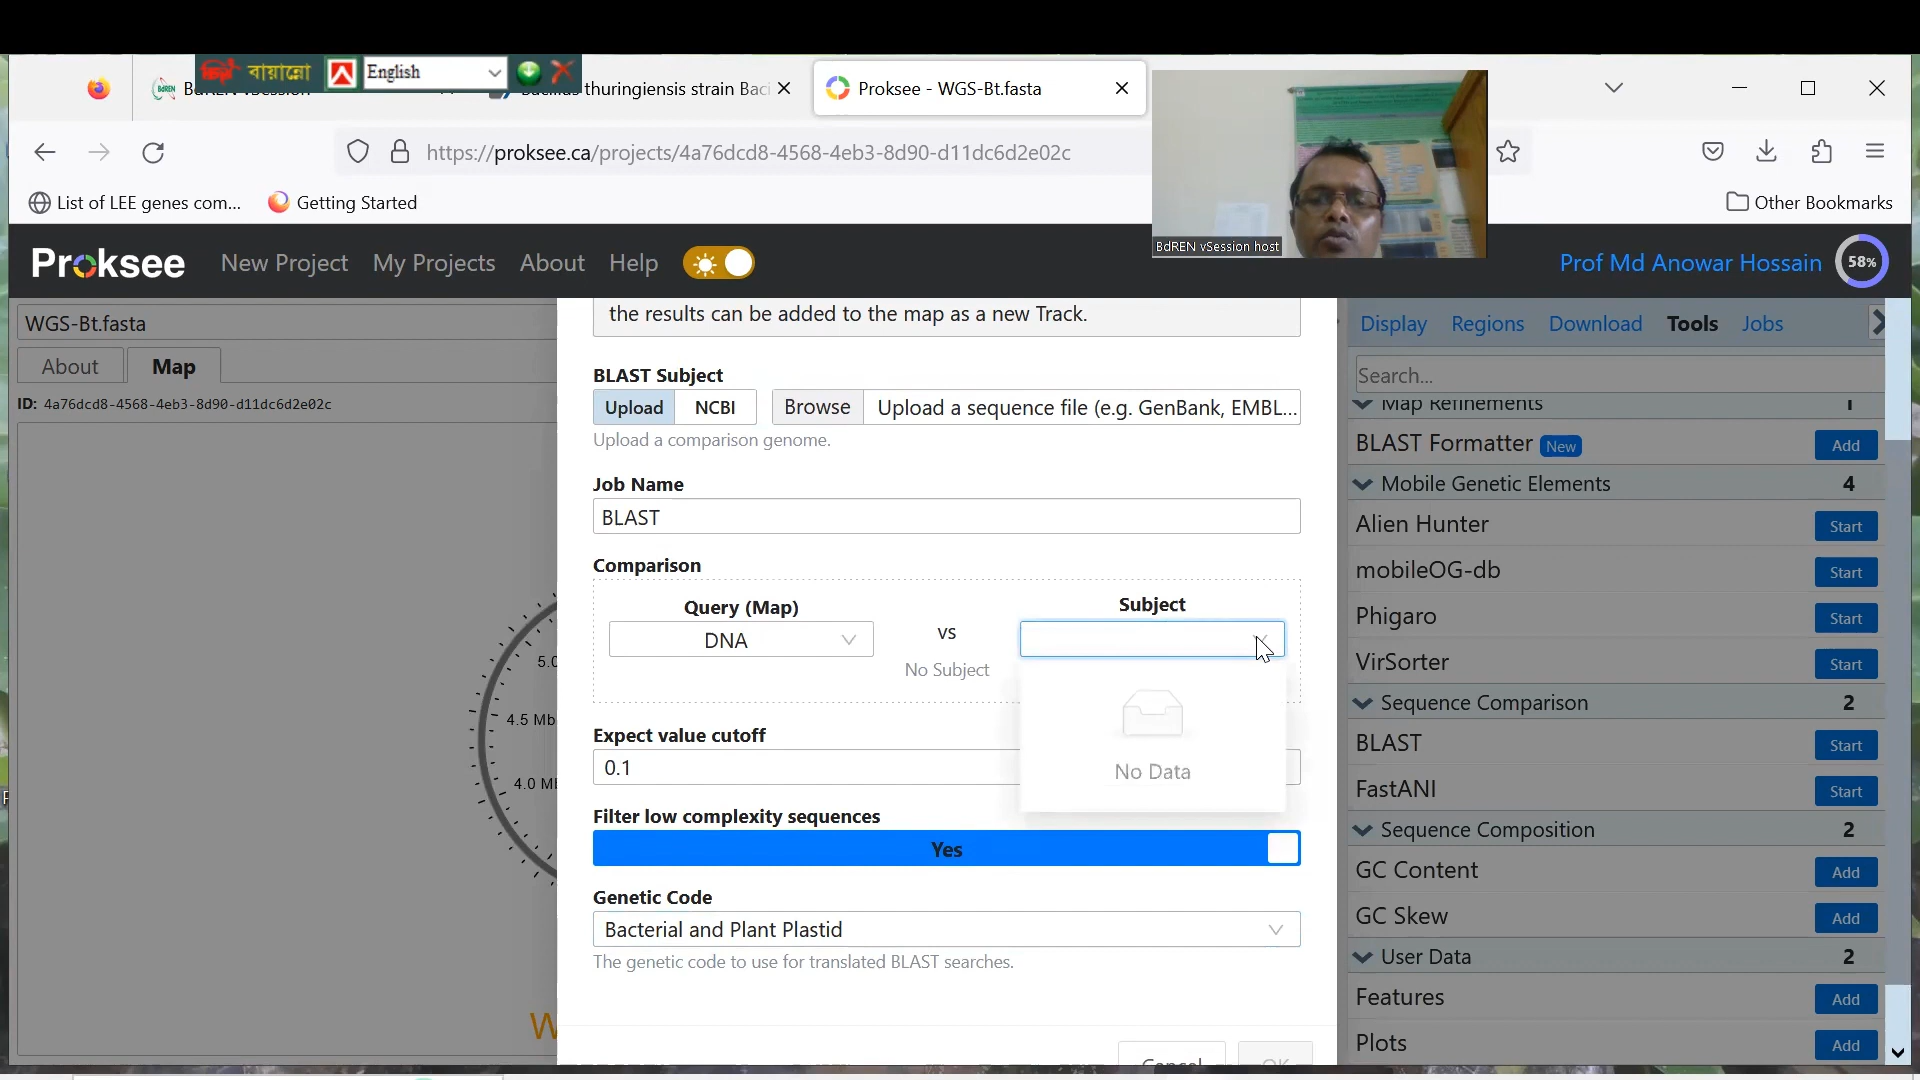 বায়ান্নো
English
thuringiensis strain Baci
Proksee - WGS-Bt.fasta
https://proksee.ca/projects/4a76dcd8-4568-4eb3-8d90-d11dc6d2e02c
List of LEE genes com...
Getting Started
Other Bookmarks
BdREN vSession host
Proksee
New Project
My Projects
About
Help
Prof Md Anowar Hossain
58%
WGS-Bt.fasta
About
Map
ID: 4a76dcd8-4568-4eb3-8d90-d11dc6d2e02c
5.0
4.5 Mb
the results can be added to the map as a new Track.
BLAST Subject
Upload
NCBI
Browse
Upload a sequence file (e.g. GenBank, EMBL...
Upload a comparison genome.
Job Name
BLAST
Comparison
Query (Map)
DNA
vs
No Subject
Subject
No Data
Expect value cutoff
0.1
Filter low complexity sequences
Yes
Genetic Code
Bacterial and Plant Plastid
The genetic code to use for translated BLAST searches.
Cancel
OK
Display
Regions
Download
Tools
Jobs
Search...
Map Refinements
1
BLAST Formatter New
Add
Mobile Genetic Elements
4
Alien Hunter
Start
mobileOG-db
Start
Phigaro
Start
VirSorter
Start
Sequence Comparison
2
BLAST
Start
FastANI
Start
Sequence Composition
2
GC Content
Add
GC Skew
Add
User Data
2
Features
Add
Plots
Add